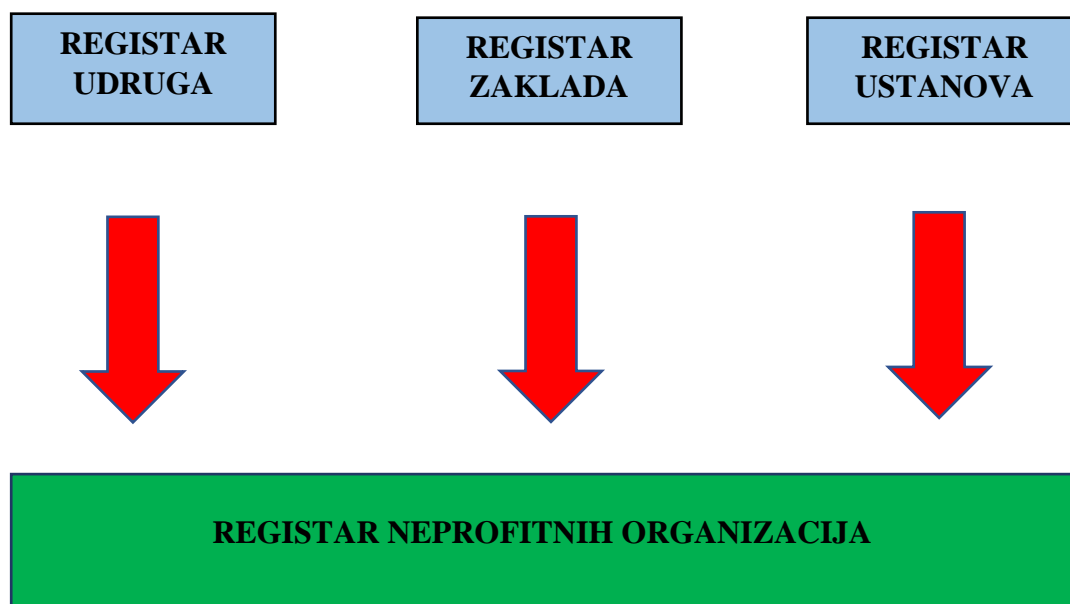 REGISTAR
UDRUGA
REGISTAR
ZAKLADA
REGISTAR
USTANOVA
REGISTAR NEPROFITNIH ORGANIZACIJA